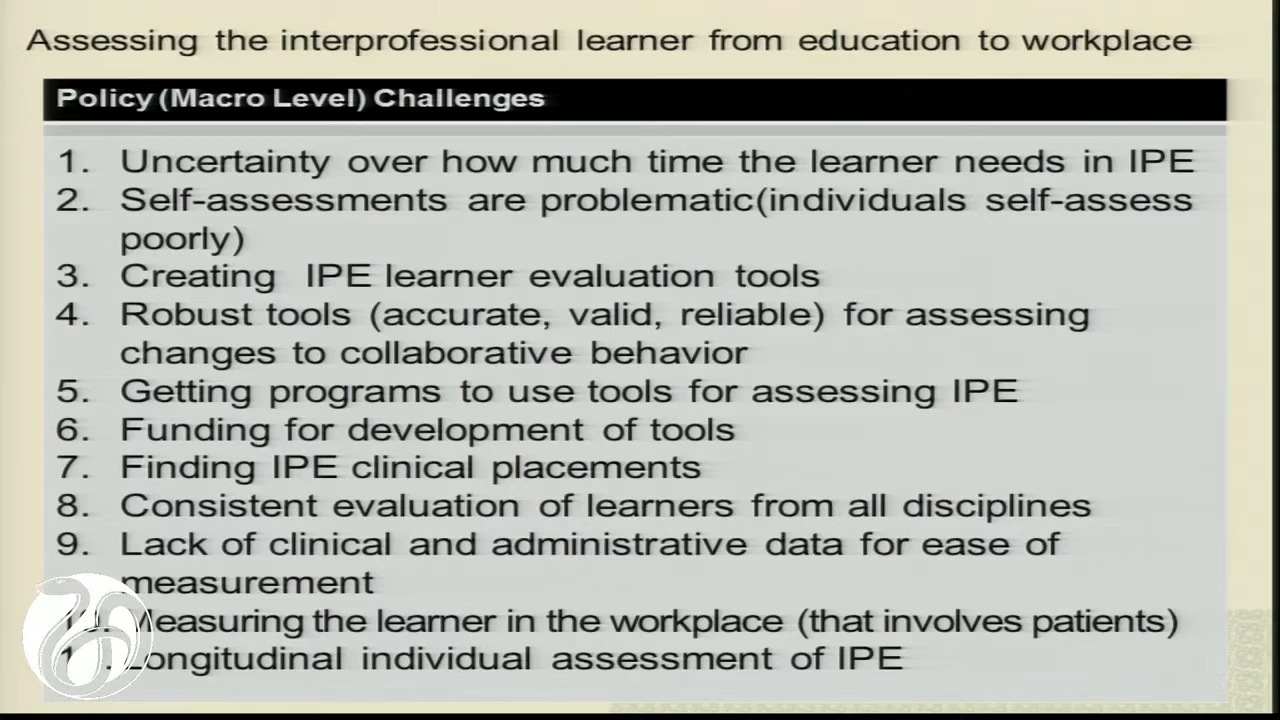 Assessing the interprofessional learner from education to workplace
Policy (Macro Level) Challenges
1. Uncertainty over how much time the learner needs in IPE
2. Self-assessments are problematic(individuals self-assess
poorly)
3. Creating IPE learner evaluation tools
4. Robust tools (accurate, valid, reliable) for assessing
changes to collaborative behavior
5. Getting programs to use tools for assessing IPE
6. Funding for development of tools
7. Finding IPE clinical placements
8. Consistent evaluation of learners from all disciplines
9. Lack of clinical and administrative data for ease of
measurement
10. Measuring the learner in the workplace (that involves patients)
Longitudinal individual assessment of IPE